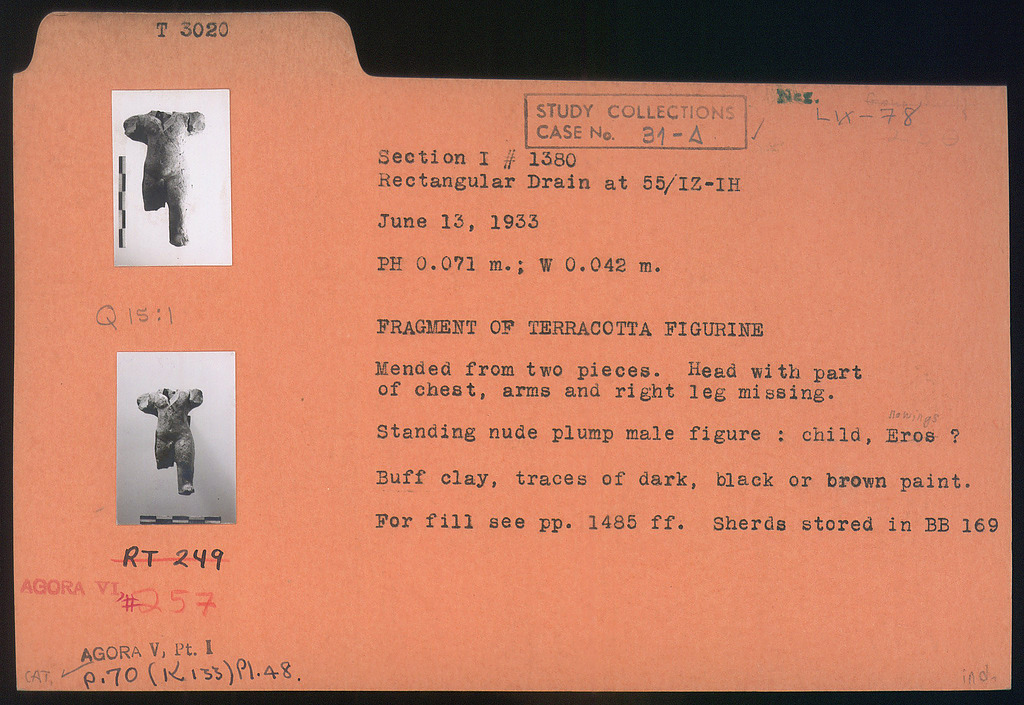 T 3020
STUDY COLLECTIONS
CASE No. 31-Δ
Neg.
LIX-78
Section I # 1380
Rectangular Drain at 55/IZ-IH
June 13, 1933
PH 0.071 m.; W 0.042 m.
Q 15:1
FRAGMENT OF TERRACOTTA FIGURINE
Mended from two pieces. Head with part
of chest, arms and right leg missing.
no wings
Standing nude plump male figure : child, Eros ?
Buff clay, traces of dark, black or brown paint.
For fill see pp. 1485 ff. Sherds stored in BB 169
RT 249
AGORA VI, #257
AGORA V, Pt. I
CAT. p.70 (K 133) Pl.48.
ind.